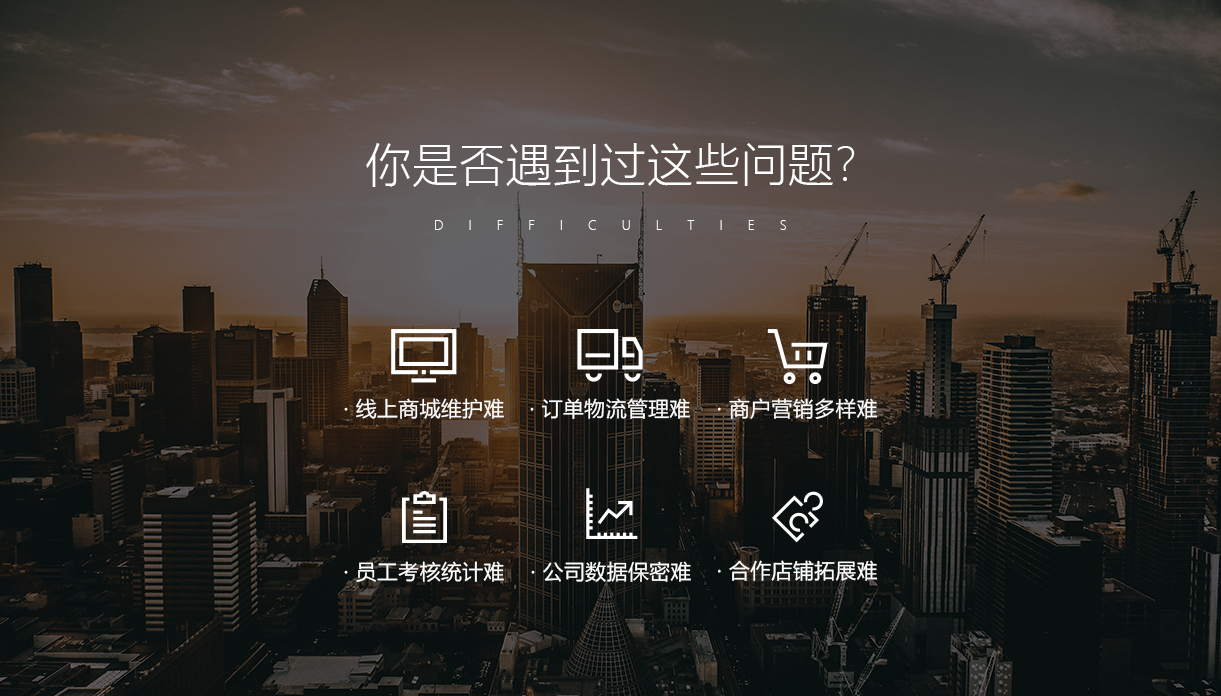 你是否遇到过这些问题?
DIFFICULTIES
· 线上商城维护难 · 订单物流管理难 · 商户营销多样难
· 员工考核统计难 · 公司数据保密难 · 合作店铺拓展难